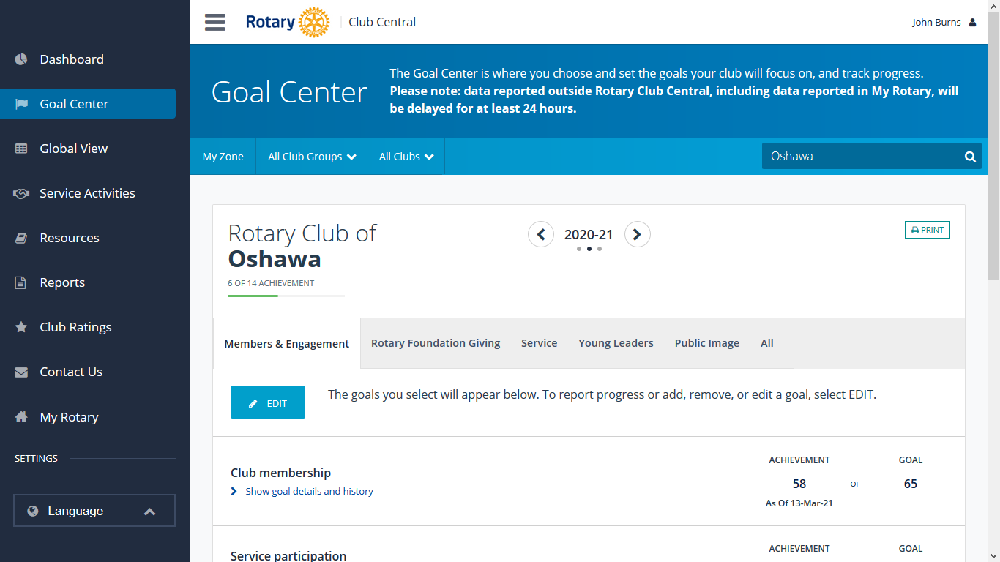 Dashboard
Goal Center
Global View
Service Activities
Resources
Reports
Club Ratings
Contact Us
My Rotary
SETTINGS
Language
Rotary
Club Central
John Burns
Goal Center
The Goal Center is where you choose and set the goals your club will focus on, and track progress.
Please note: data reported outside Rotary Club Central, including data reported in My Rotary, will
be delayed for at least 24 hours.
My Zone
All Club Groups
All Clubs
Oshawa
Rotary Club of
Oshawa
6 OF 14 ACHIEVEMENT
2020-21
PRINT
Members & Engagement
Rotary Foundation Giving
Service
Young Leaders
Public Image
All
EDIT
The goals you select will appear below. To report progress or add, remove, or edit a goal, select EDIT.
Club membership
Show goal details and history
ACHIEVEMENT
GOAL
58
OF
65
As Of 13-Mar-21
Service participation
ACHIEVEMENT
GOAL